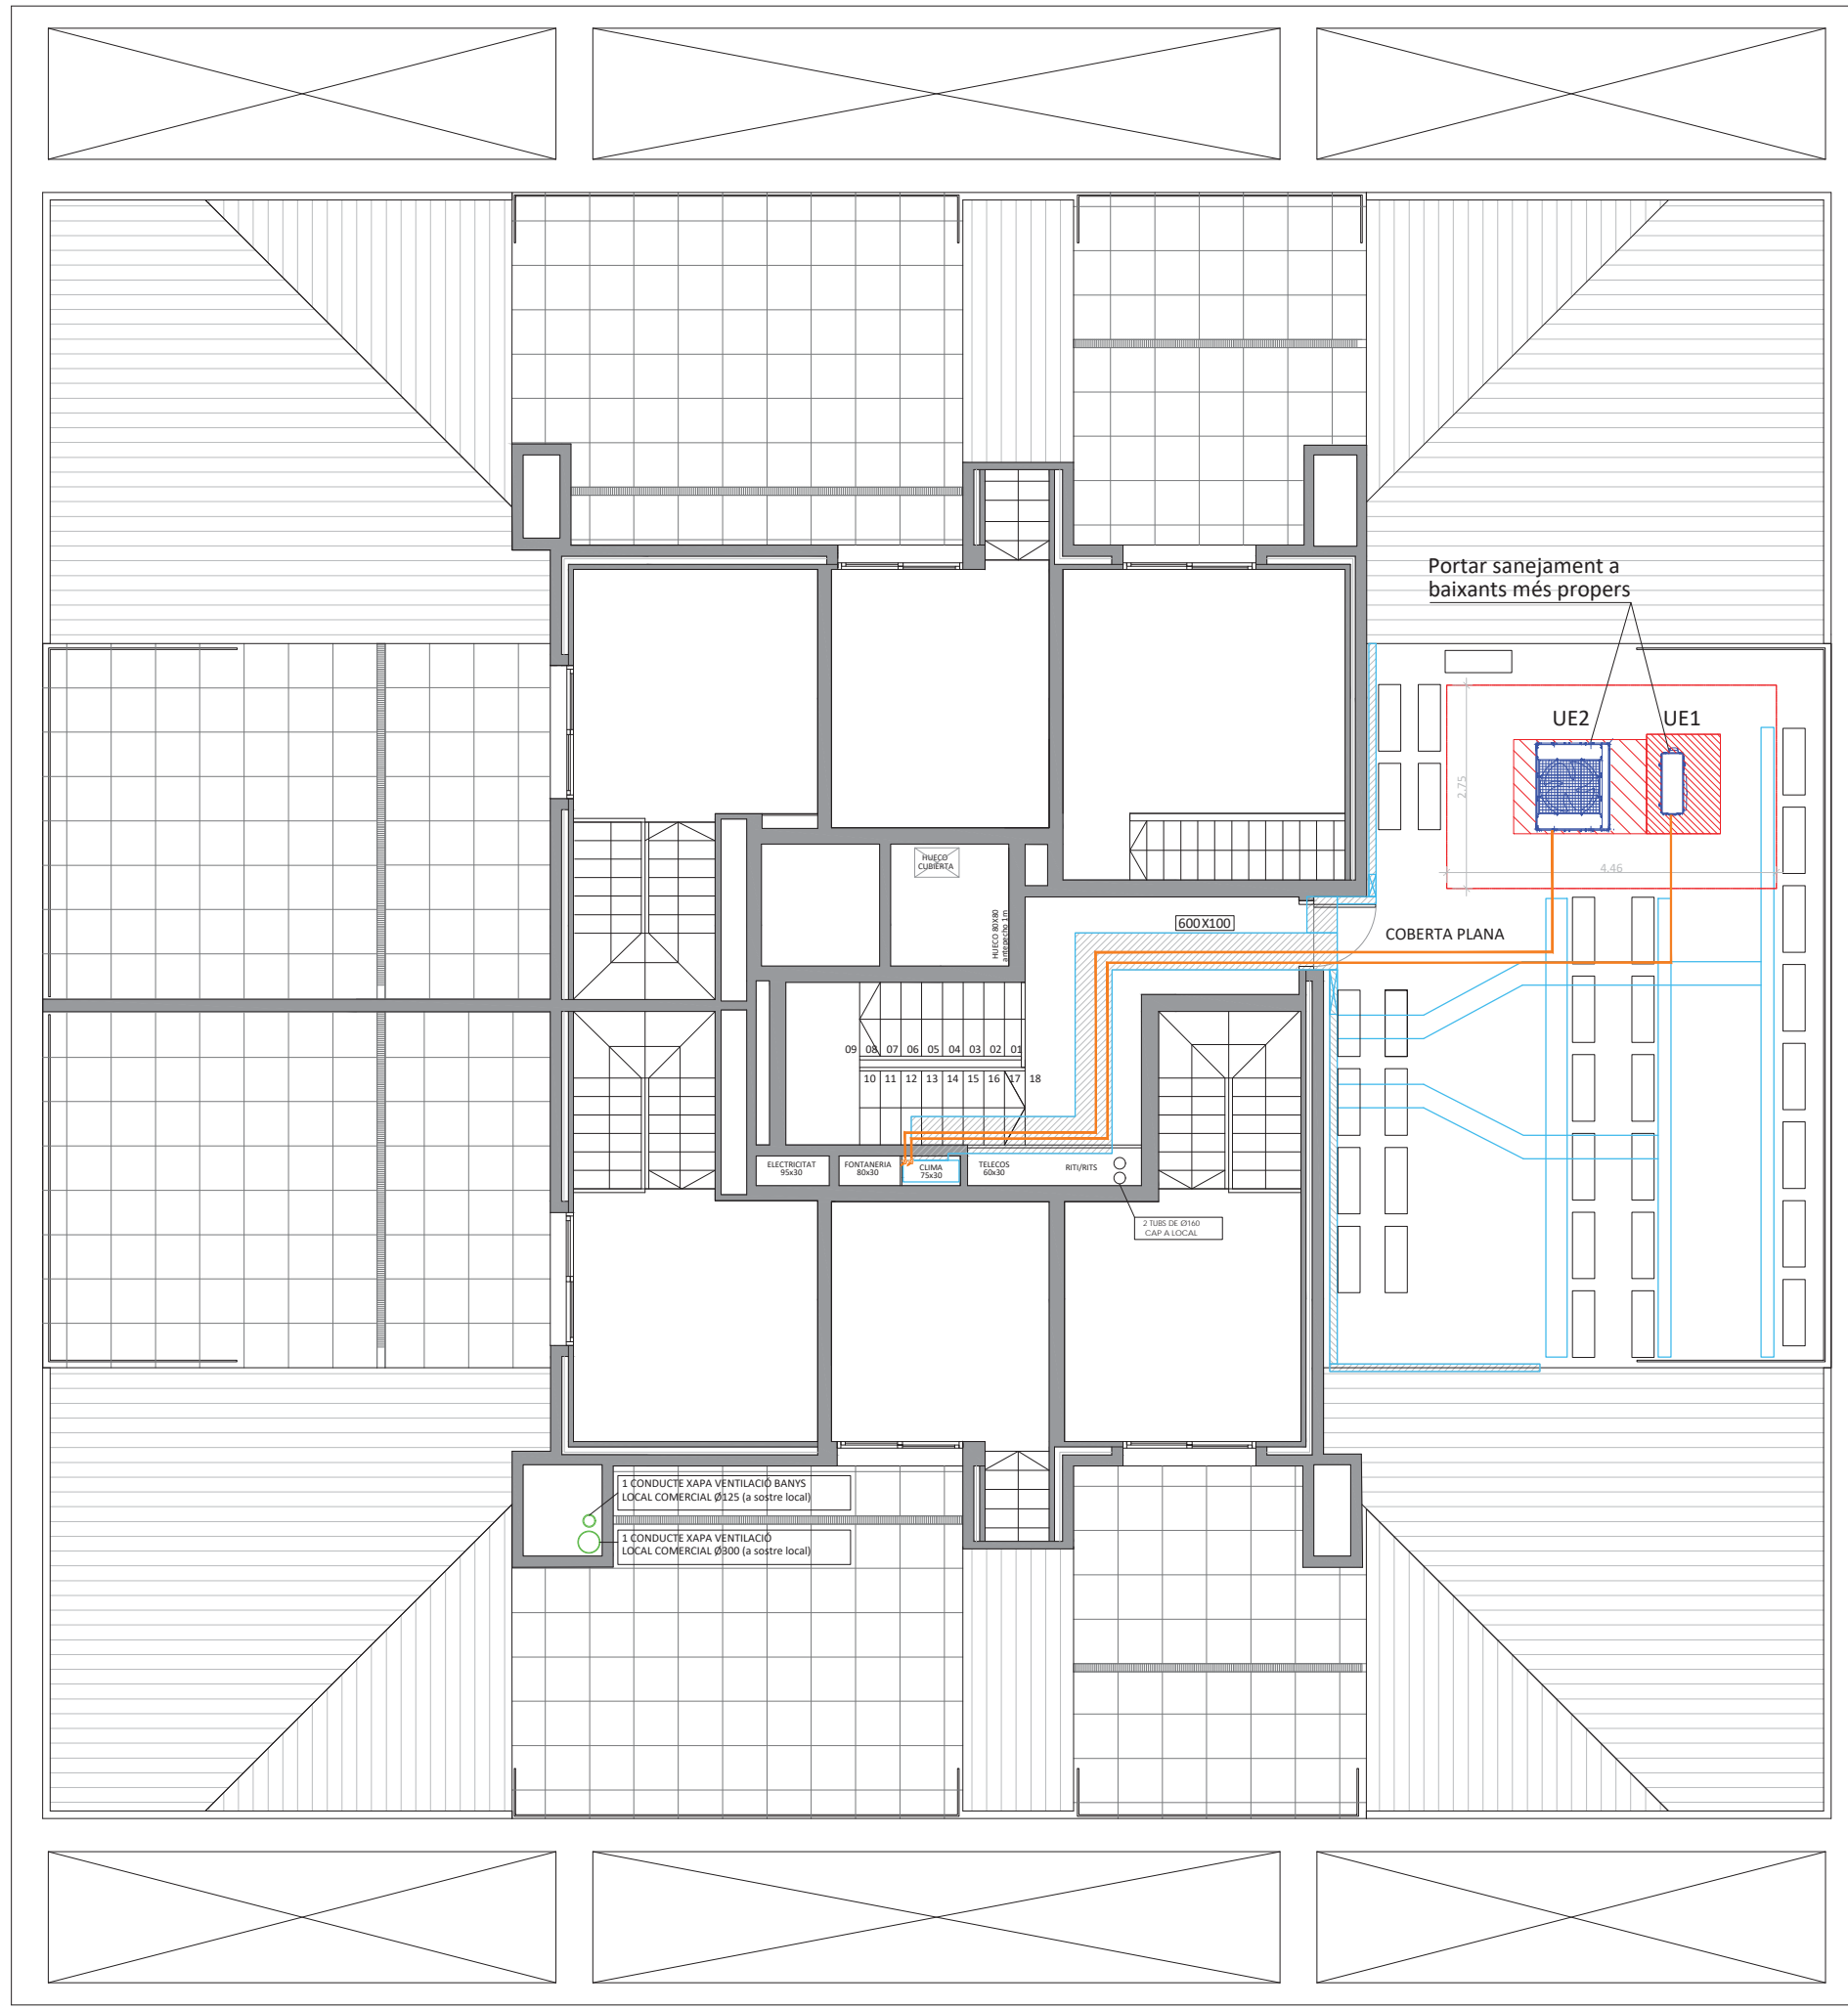 Portar sanejament a
baixants més propers
UE2
UE1
2.75
4.46
HUECO
CUBIERTA
HUECO 80X80
antepecho 1m
600X100
COBERTA PLANA
09 08 07 06 05 04 03 02 01
10 11 12 13 14 15 16 17 18
ELECTRICITAT
95x30
FONTANERIA
80x30
CLIMA
75x30
TELECOS
60x30
RITI/RITS
2 TUBS DE Ø160
CAP A LOCAL
1 CONDUCTE XAPA VENTILACIÓ BANYS
LOCAL COMERCIAL Ø125 (a sostre local)
1 CONDUCTE XAPA VENTILACIÓ
LOCAL COMERCIAL Ø300 (a sostre local)